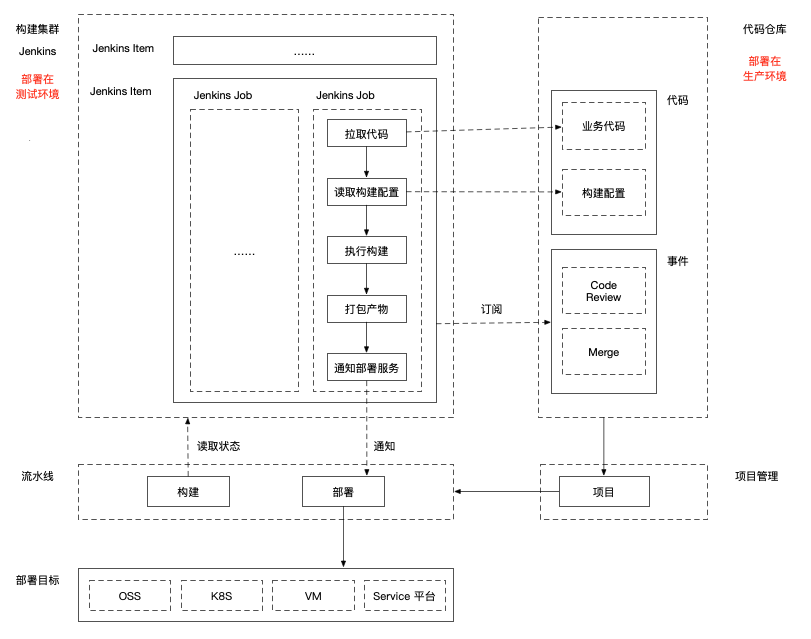 构建集群
Jenkins
部署在
测试环境
Jenkins Item
......
Jenkins Item
Jenkins Job
......
Jenkins Job
拉取代码
读取构建配置
执行构建
打包产物
通知部署服务
订阅
代码仓库
部署在
生产环境
代码
业务代码
构建配置
事件
Code
Review
Merge
读取状态
通知
流水线
构建
部署
项目
项目管理
部署目标
OSS
K8S
VM
Service 平台